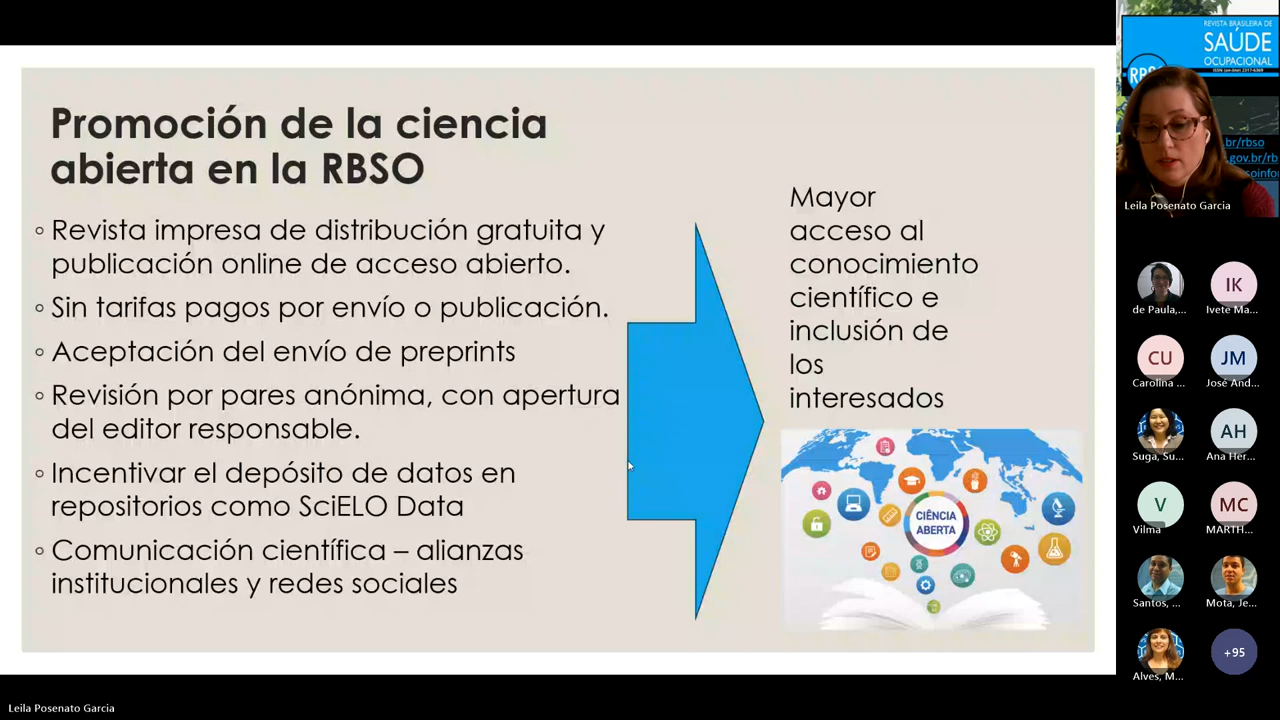 Promoción de la ciencia
abierta en la RBSO
◦ Revista impresa de distribución gratuita y
publicación online de acceso abierto.
◦ Sin tarifas pagos por envío o publicación.
◦ Aceptación del envío de preprints
◦ Revisión por pares anónima, con apertura
del editor responsable.
◦ Incentivar el depósito de datos en
repositorios como SciELO Data
◦ Comunicación científica – alianzas
institucionales y redes sociales
Mayor
acceso al
conocimiento
científico e
inclusión de
los
interesados
CIÊNCIA
ABERTA
REVISTA BRASILEIRA DE
SAÚDE
OCUPACIONAL
.br/rbso
.gov.br/rb
soinfo
Leila Posenato Garcia
de Paula,...
IK
Ivete Ma...
CU
Carolina ...
JM
José And...
Suga, Su...
AH
Ana Her...
V
Vilma
MC
MARTH...
Santos, ...
Mota, Je...
Alves, M...
+95
Leila Posenato Garcia